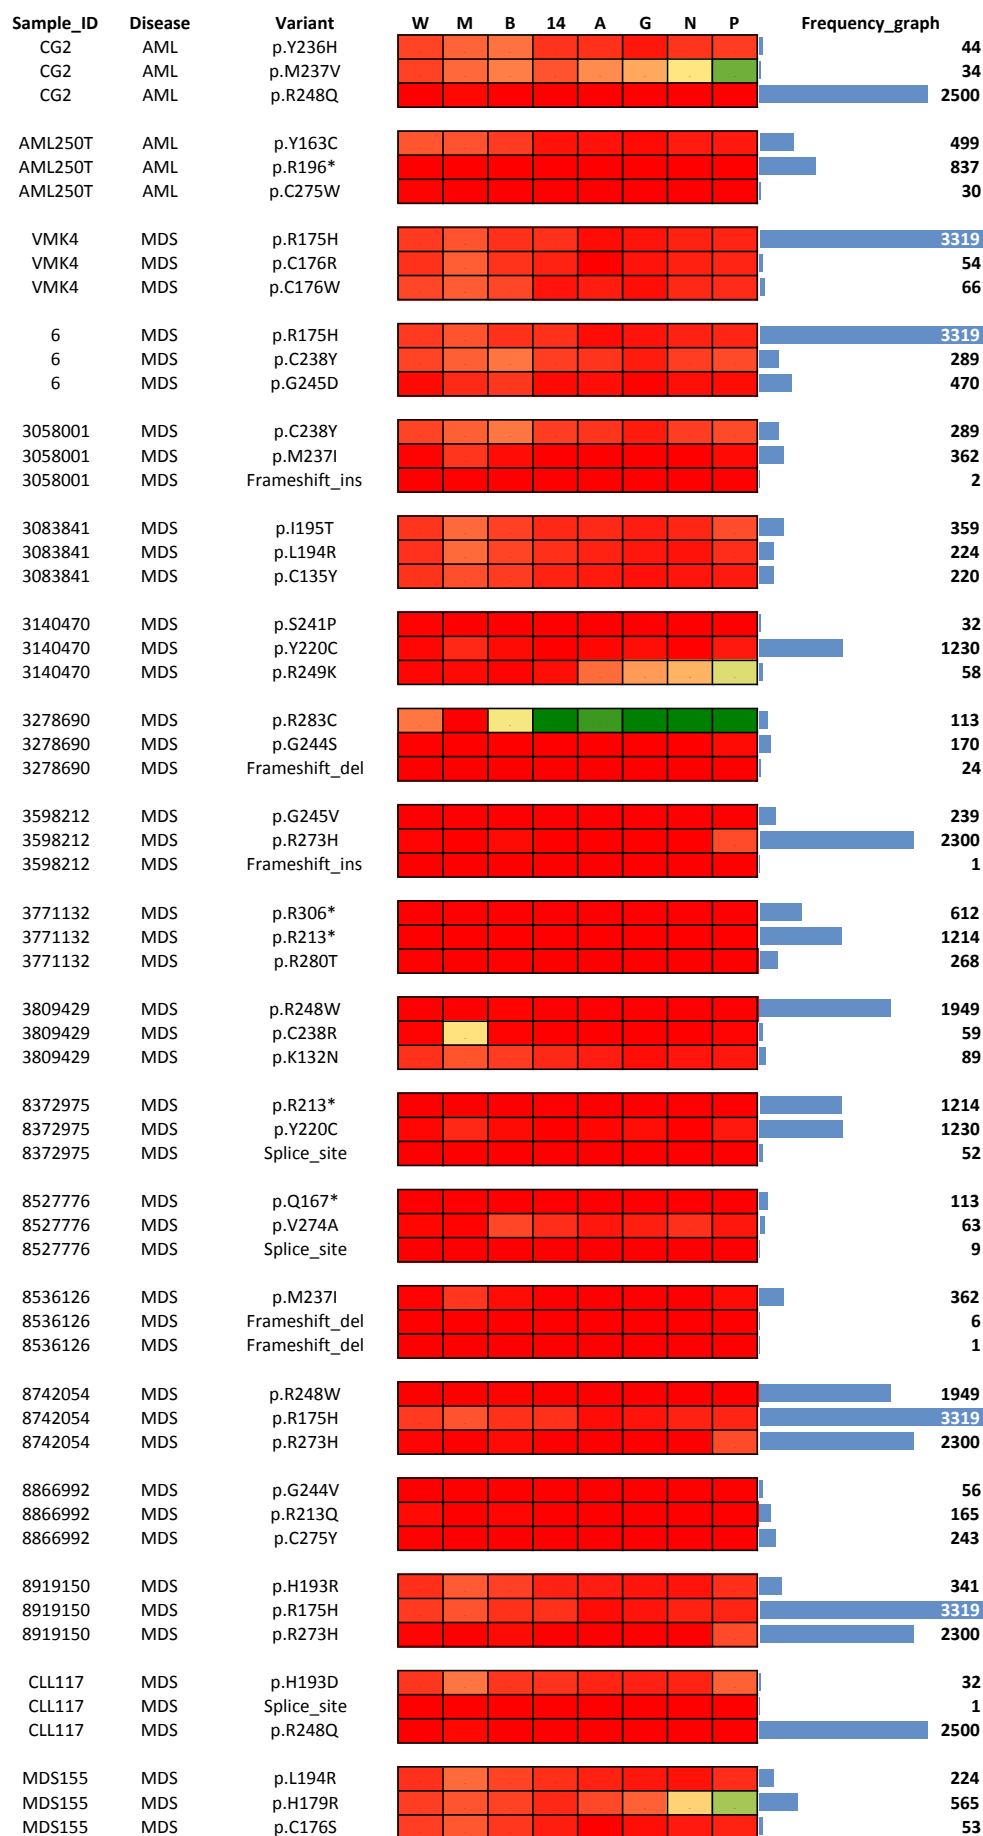 Sample_ID Disease Variant W M B 14 A G N P Frequency_graph
CG2 AML p.Y236H 44
CG2 AML p.M237V 34
CG2 AML p.R248Q 2500
AML250T AML p.Y163C 499
AML250T AML p.R196* 837
AML250T AML p.C275W 30
VMK4 MDS p.R175H 3319
VMK4 MDS p.C176R 54
VMK4 MDS p.C176W 66
6 MDS p.R175H 3319
6 MDS p.C238Y 289
6 MDS p.G245D 470
3058001 MDS p.C238Y 289
3058001 MDS p.M237I 362
3058001 MDS Frameshift_ins 2
3083841 MDS p.I195T 359
3083841 MDS p.L194R 224
3083841 MDS p.C135Y 220
3140470 MDS p.S241P 32
3140470 MDS p.Y220C 1230
3140470 MDS p.R249K 58
3278690 MDS p.R283C 113
3278690 MDS p.G244S 170
3278690 MDS Frameshift_del 24
3598212 MDS p.G245V 239
3598212 MDS p.R273H 2300
3598212 MDS Frameshift_ins 1
3771132 MDS p.R306* 612
3771132 MDS p.R213* 1214
3771132 MDS p.R280T 268
3809429 MDS p.R248W 1949
3809429 MDS p.C238R 59
3809429 MDS p.K132N 89
8372975 MDS p.R213* 1214
8372975 MDS p.Y220C 1230
8372975 MDS Splice_site 52
8527776 MDS p.Q167* 113
8527776 MDS p.V274A 63
8527776 MDS Splice_site 9
8536126 MDS p.M237I 362
8536126 MDS Frameshift_del 6
8536126 MDS Frameshift_del 1
8742054 MDS p.R248W 1949
8742054 MDS p.R175H 3319
8742054 MDS p.R273H 2300
8866992 MDS p.G244V 56
8866992 MDS p.R213Q 165
8866992 MDS p.C275Y 243
8919150 MDS p.H193R 341
8919150 MDS p.R175H 3319
8919150 MDS p.R273H 2300
CLL117 MDS p.H193D 32
CLL117 MDS Splice_site 1
CLL117 MDS p.R248Q 2500
MDS155 MDS p.L194R 224
MDS155 MDS p.H179R 565
MDS155 MDS p.C176S 53